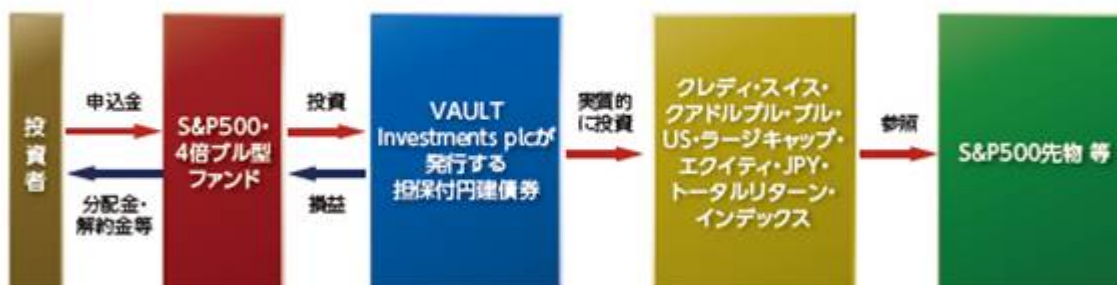 投資者
申込金
分配金・
解約金等
S&P500・
4倍ブル型
ファンド
投資
損益
VAULT
Investments plcが
発行する
担保付円建債券
実質的
に投資
クレディ・スイス・
クアドルプル・ブル・
US・ラージキャップ・
エクイティ・JPY・
トータルリターン・
インデックス
参照
S&P500先物 等